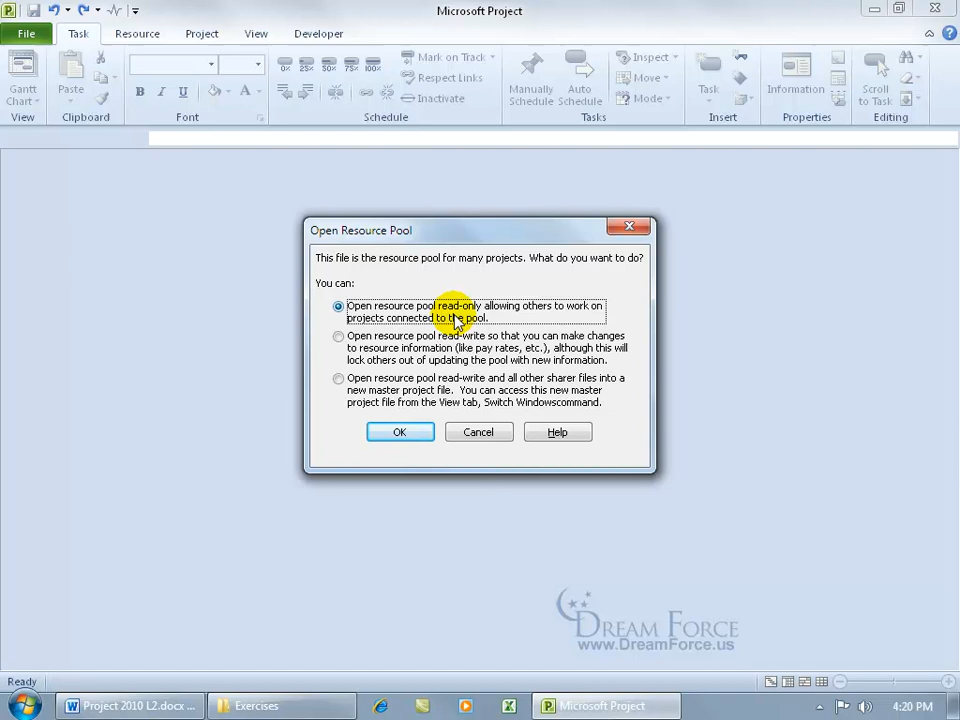 Microsoft Project
File Task Resource Project View Developer
Gantt Chart
View
Paste
Clipboard
B I U A
Font
0% 25% 50% 75% 100%
Mark on Track
Respect Links
Inactivate
Schedule
Manually Schedule
Auto Schedule
Inspect
Move
Mode
Tasks
Task
Insert
Information
Properties
Scroll to Task
Editing
Open Resource Pool
This file is the resource pool for many projects. What do you want to do?
You can:
Open resource pool read-only allowing others to work on
projects connected to the pool.
Open resource pool read-write so that you can make changes
to resource information (like pay rates, etc.), although this will
lock others out of updating the pool with new information.
Open resource pool read-write and all other sharer files into a
new master project file. You can access this new master
project file from the View tab, Switch Windowscommand.
OK Cancel Help
DREAM FORCE
www.DreamForce.us
Ready
Project 2010 L2.docx ... Exercises Microsoft Project 4:20 PM